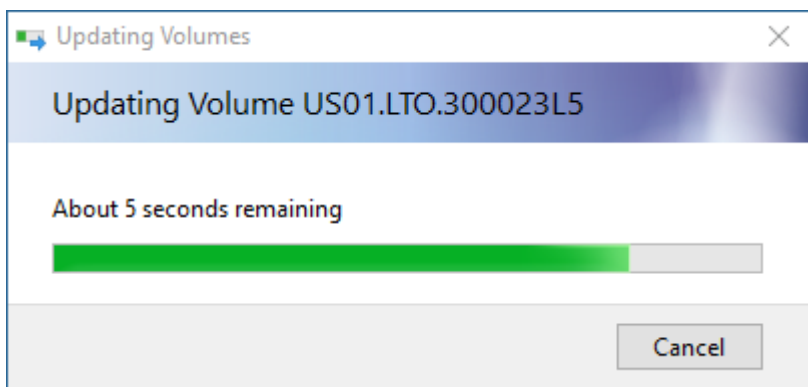 Updating Volumes
Updating Volume US01.LTO.300023L5
About 5 seconds remaining
Cancel